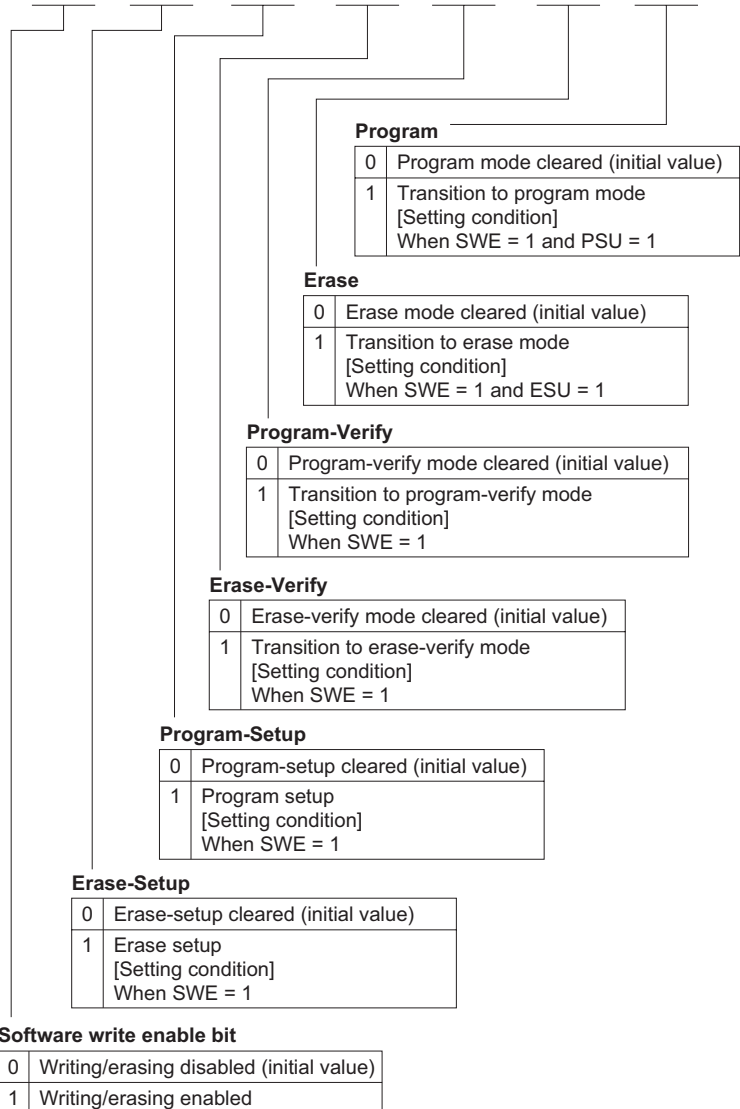 Program
0 Program mode cleared (initial value)
1 Transition to program mode
[Setting condition]
When SWE = 1 and PSU = 1
Erase
0 Erase mode cleared (initial value)
1 Transition to erase mode
[Setting condition]
When SWE = 1 and ESU = 1
Program-Verify
0 Program-verify mode cleared (initial value)
1 Transition to program-verify mode
[Setting condition]
When SWE = 1
Erase-Verify
0 Erase-verify mode cleared (initial value)
1 Transition to erase-verify mode
[Setting condition]
When SWE = 1
Program-Setup
0 Program-setup cleared (initial value)
1 Program setup
[Setting condition]
When SWE = 1
Erase-Setup
0 Erase-setup cleared (initial value)
1 Erase setup
[Setting condition]
When SWE = 1
Software write enable bit
0 Writing/erasing disabled (initial value)
1 Writing/erasing enabled